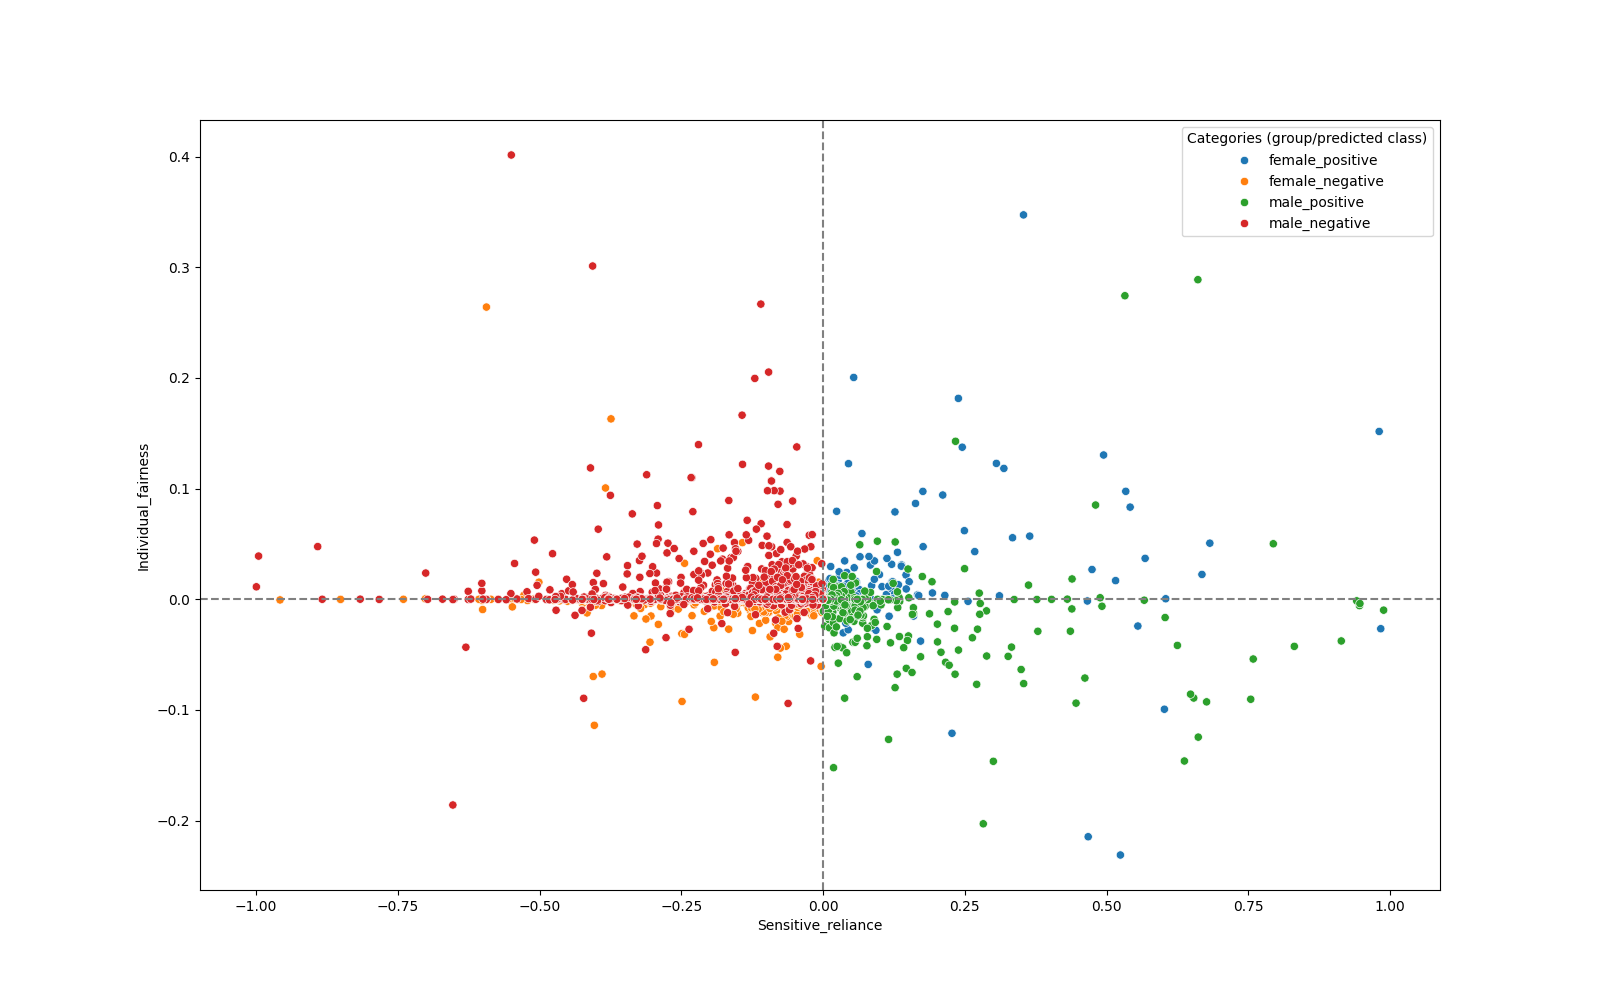 Categories (group/predicted class)
female_positive
female_negative
male_positive
male_negative
0.4
0.3
0.2
0.1
0.0
−0.1
−0.2
Individual_fairness
−1.00
−0.75
−0.50
−0.25
0.00
0.25
0.50
0.75
1.00
Sensitive_reliance